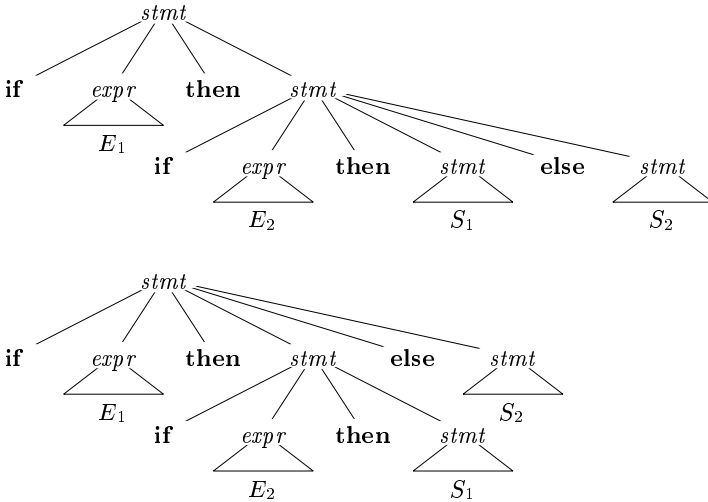 stmt
if expr then stmt
E1
if expr then stmt else stmt
E2 S1 S2
stmt
if expr then stmt else stmt
E1 S2
if expr then stmt
E2 S1